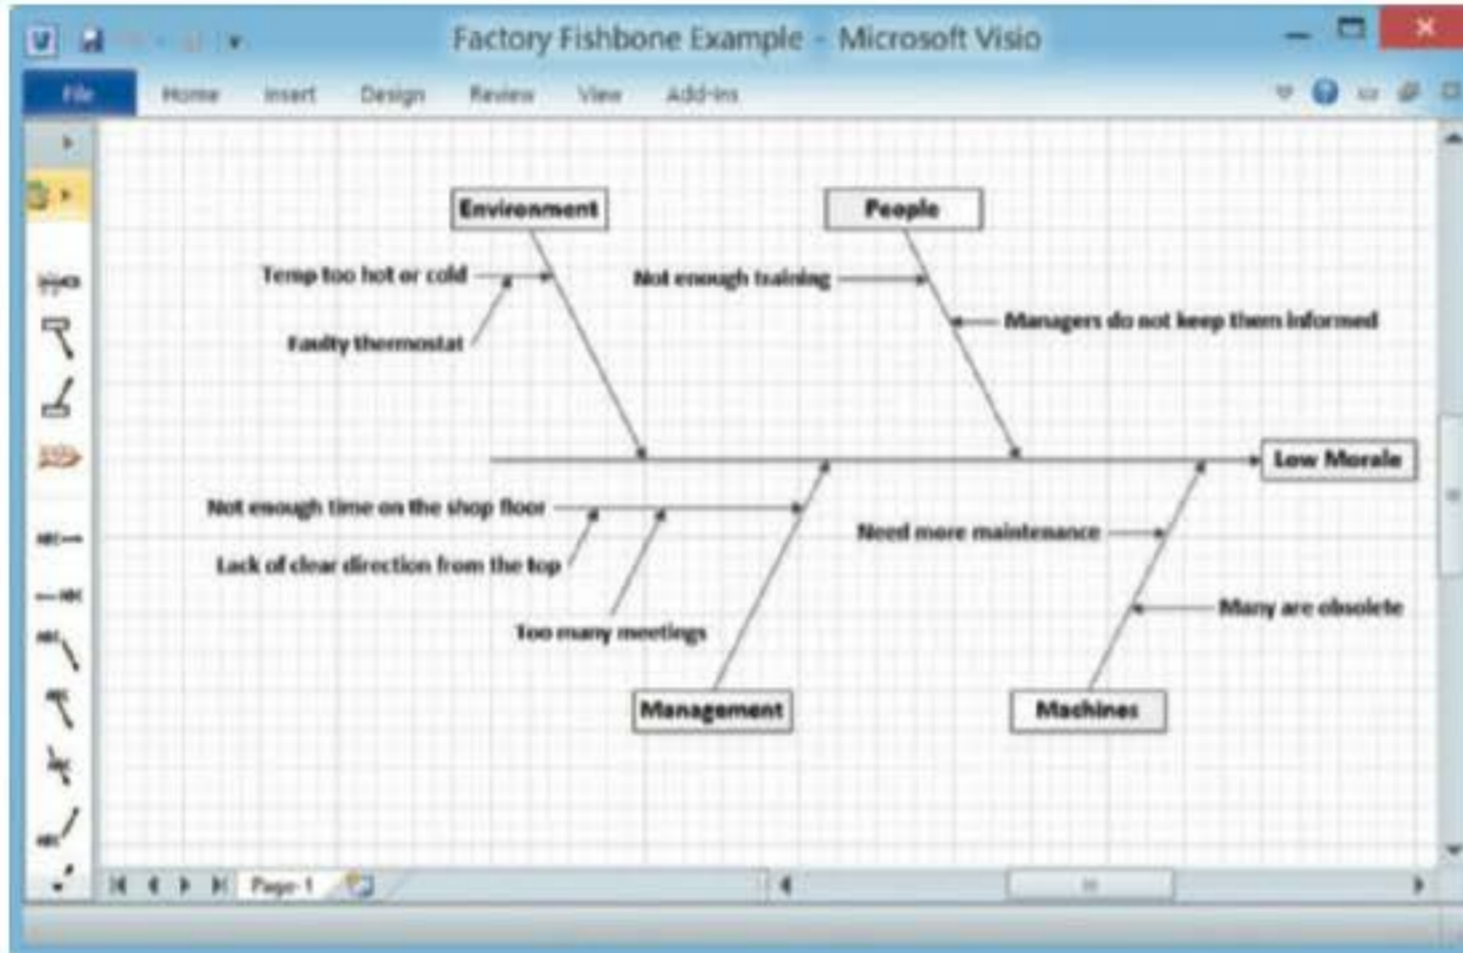 Factory Fishbone Example - Microsoft Visio
File Home Insert Design Review View Add-Ins
Environment
People
Temp too hot or cold
Not enough training
Managers do not keep them informed
Faulty thermostat
Low Morale
Not enough time on the shop floor
Need more maintenance
Lack of clear direction from the top
Many are obsolete
Too many meetings
Management
Machines
Page-1